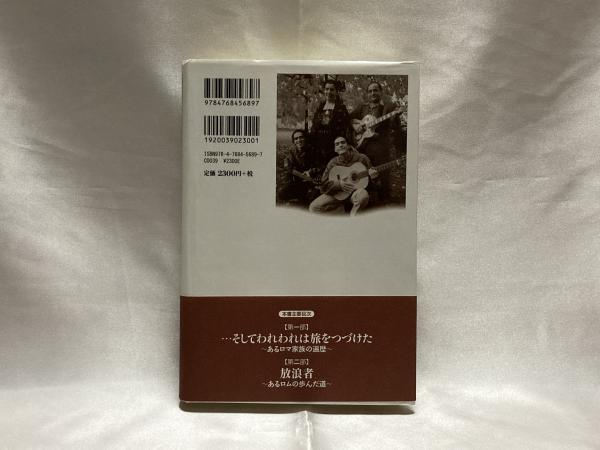 9784768456897
1920039023001
ISBN978-4-7684-5689-7
C0039 ¥2300E
定価 2300円+税
本書主要目次
【第一部】
…そしてわれわれは旅をつづけた
~あるロマ家族の遍歴~
【第二部】
放浪者
~あるロムの歩んだ道~